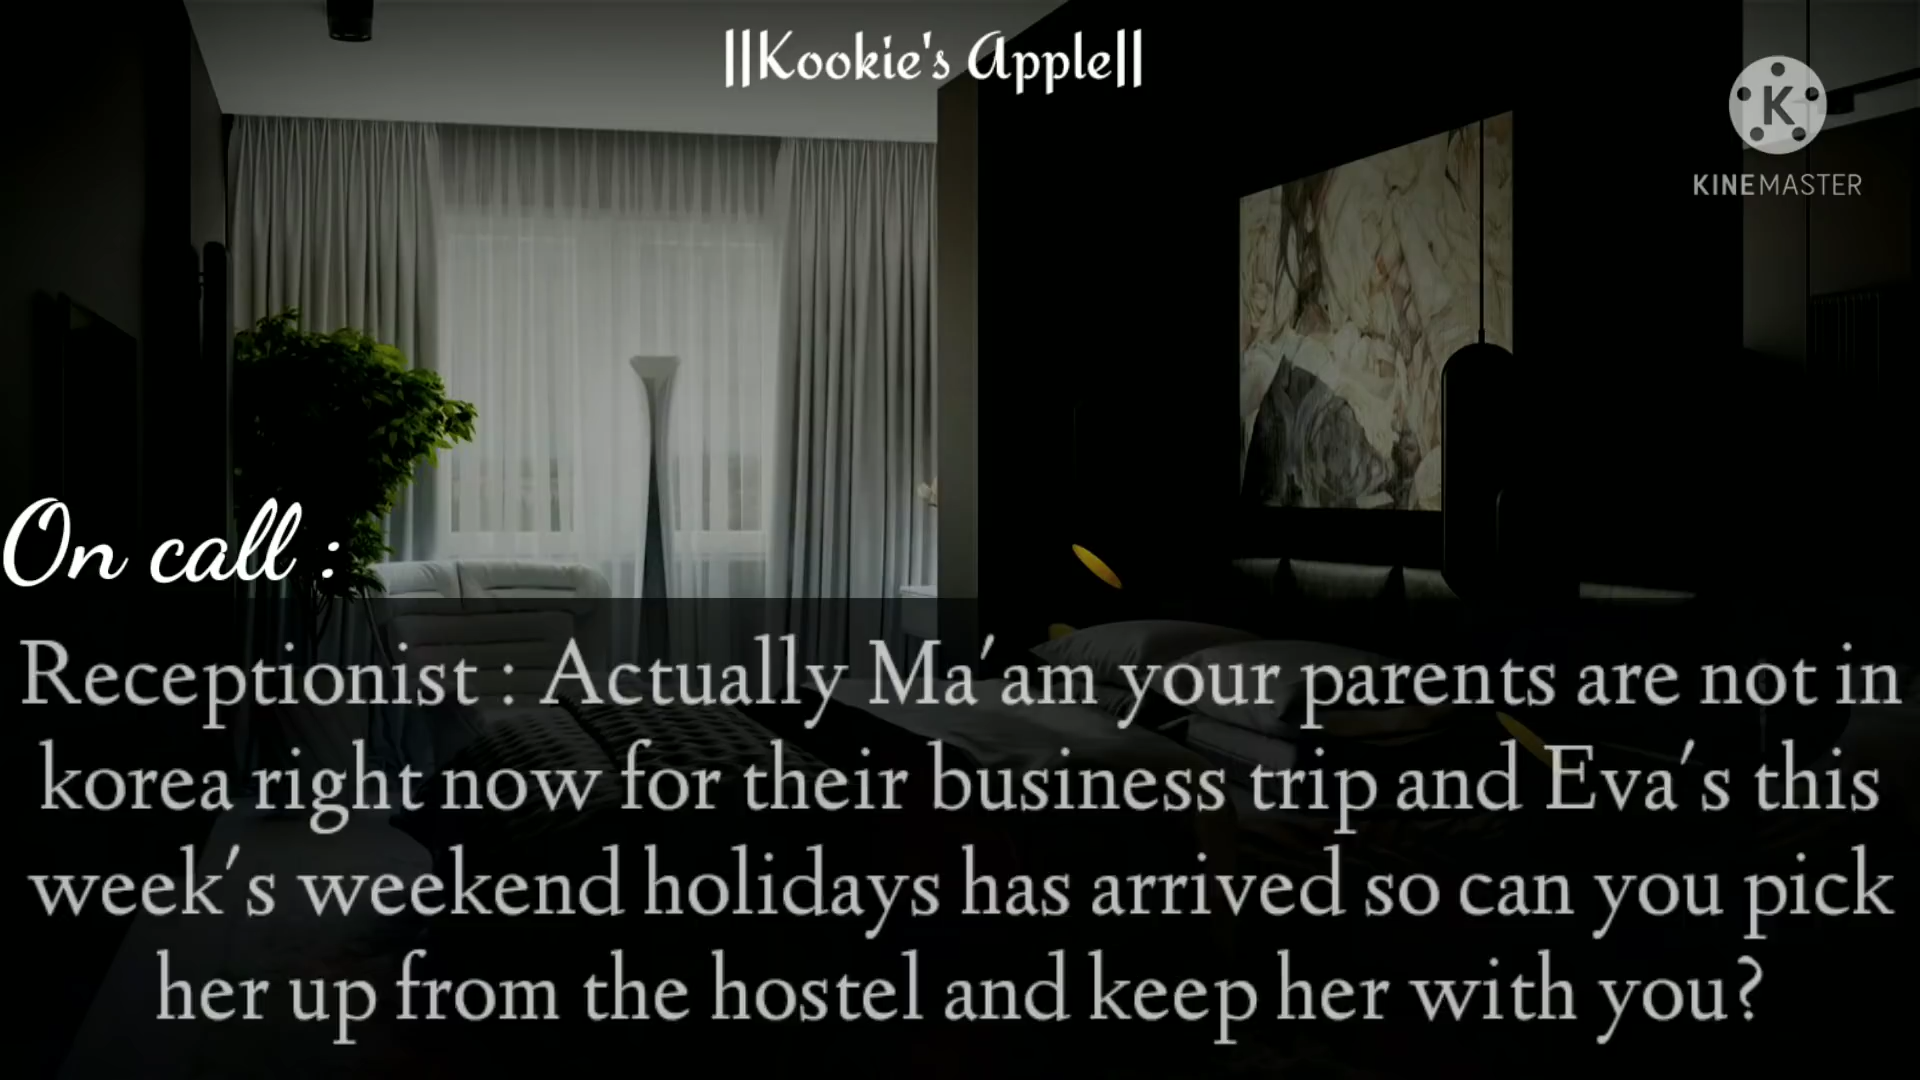 ||Kookie's Apple||
K
KINEMASTER
On call :
Receptionist : Actually Ma'am your parents are not in
korea right now for their business trip and Eva's this
week's weekend holidays has arrived so can you pick
her up from the hostel and keep her with you?